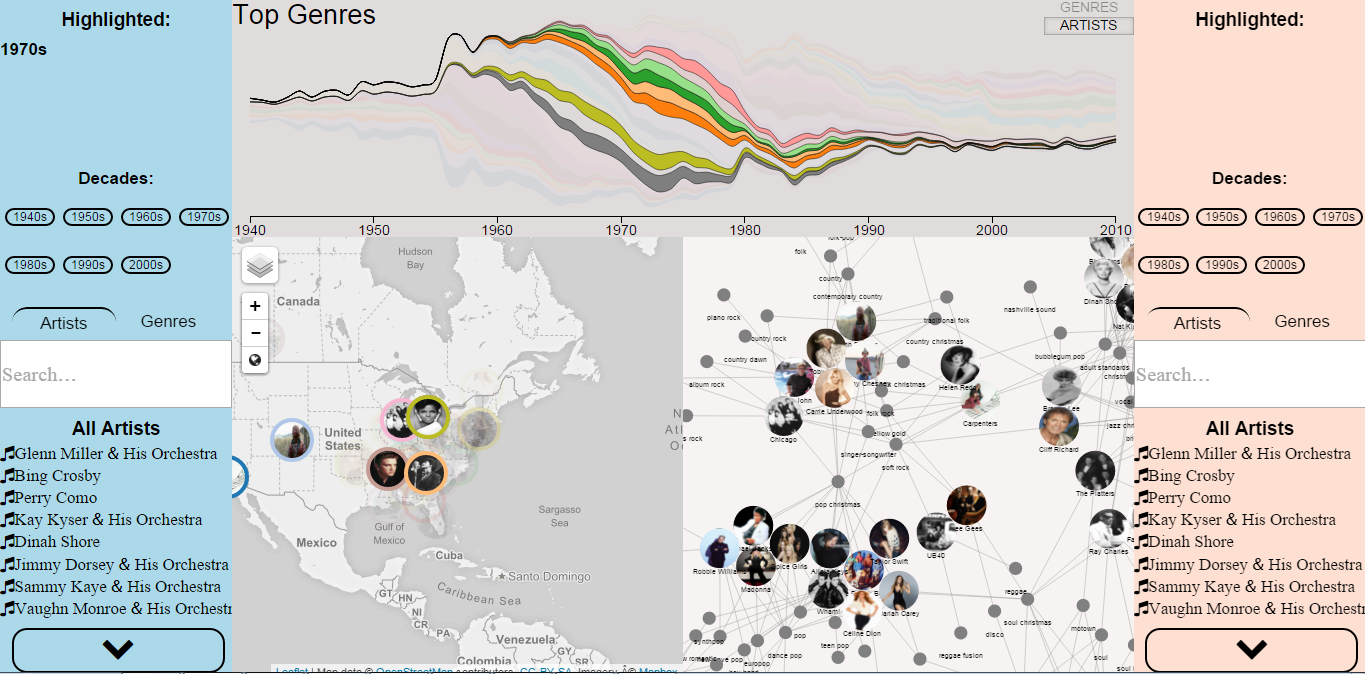 Highlighted:
1970s
Decades:
1940s 1950s 1960s 1970s
1980s 1990s 2000s
Artists Genres
Search...
All Artists
Glenn Miller & His Orchestra
Bing Crosby
Perry Como
Kay Kyser & His Orchestra
Dinah Shore
Jimmy Dorsey & His Orchestra
Sammy Kaye & His Orchestra
Vaughn Monroe & His Orchestr
Top Genres
GENRES
ARTISTS
1940 1950 1960 1970 1980 1990 2000 2010
Hudson
Bay
Canada
+
−
United
States
Gulf of
Mexico
Mexico
Sargasso
Sea
Cuba
Santo Domingo
Caribbean Sea
GT
HN
NI
CR
PA
Venezuela
Colombia
GY
SR
Leaflet | Map data © OpenStreetMap contributors, CC-BY-SA, Imagery © Mapbox
folk-pop
folk
country
contemporary country
piano rock
traditional folk
nashville sound
country rock
country christmas
country dawn
bubblegum pop
adult standards
album rock
christmas
Helen Reddy
John
Carrie Underwood
Carpenters
Chicago
folk rock
mellow gold
Cliff Richard
singer-songwriter
soft rock
The Platters
pop christmas
Ray Charles
UB40
Robbie Williams
Spice Girls
Taylor Swift
Madonna
Wham!
Mariah Carey
Céline Dion
reggae
soul christmas
motown
disco
synthpop
pop
teen pop
dance pop
europop
reggae fusion
soul
Highlighted:
Decades:
1940s 1950s 1960s 1970s
1980s 1990s 2000s
Artists Genres
Search...
All Artists
Glenn Miller & His Orchestra
Bing Crosby
Perry Como
Kay Kyser & His Orchestra
Dinah Shore
Jimmy Dorsey & His Orchestra
Sammy Kaye & His Orchestra
Vaughn Monroe & His Orchestr